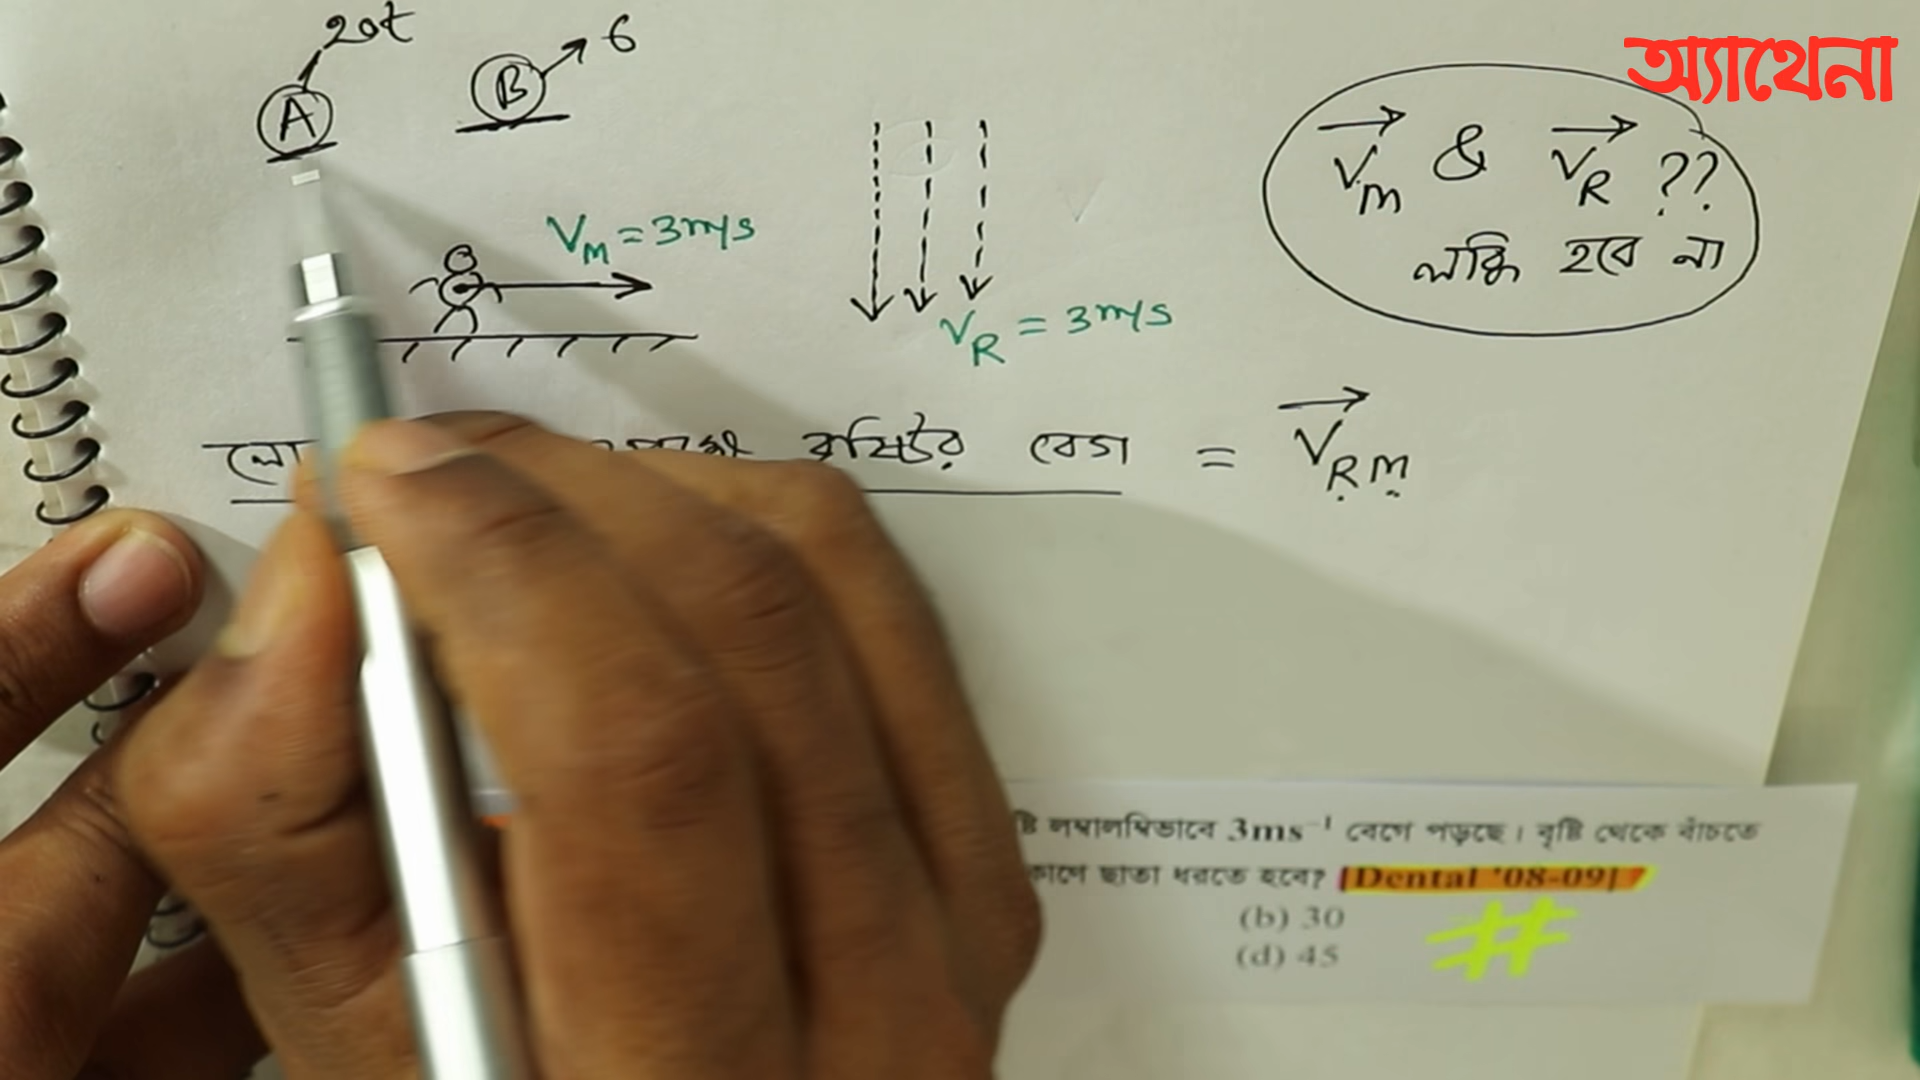 অ্যাথেনা
20t
A
B
6
V⃗M & V⃗R ??
লব্ধি হবে না
VM = 3m/s
VR = 3m/s
বৃষ্টির বেগ = V⃗RM
লম্বালম্বিভাবে 3ms⁻¹ বেগে পড়ছে। বৃষ্টি থেকে বাঁচতে
ছাতা ধরতে হবে? [Dental '08-09]
(b) 30
(d) 45